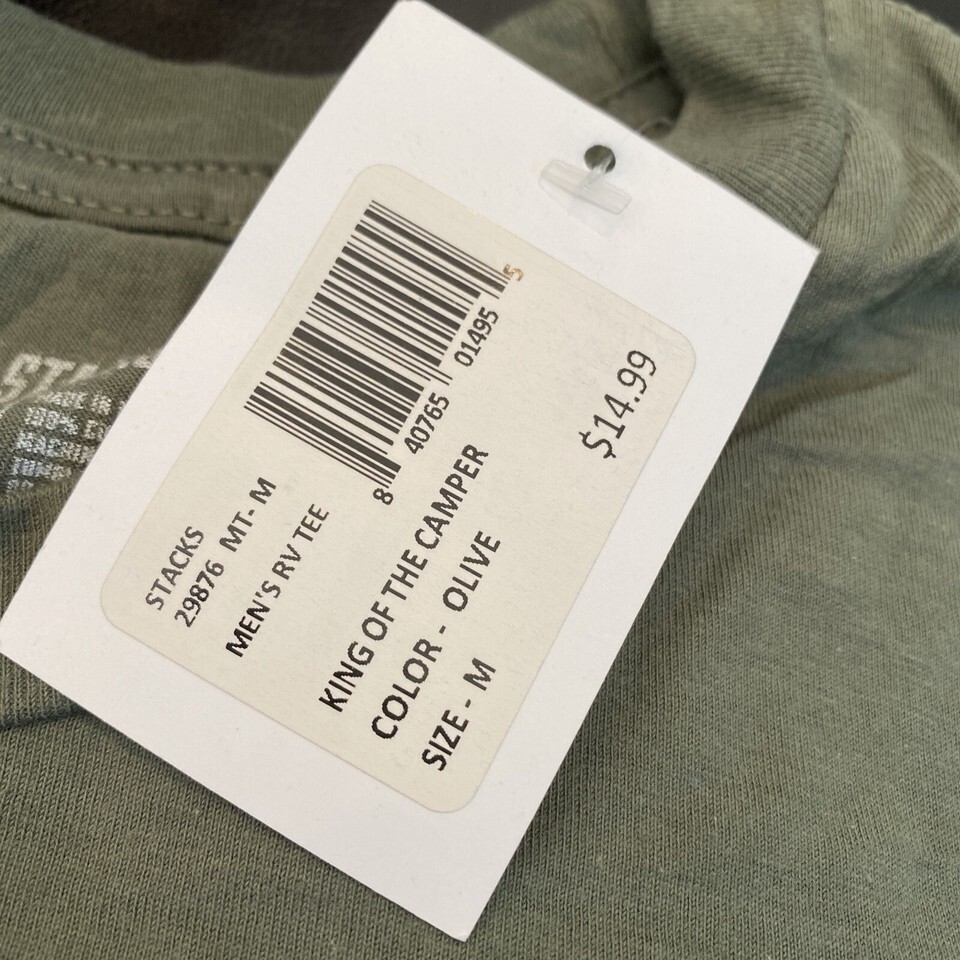 STACKS
29876 MT- M
MEN'S RV TEE
8 40765 01495 5
KING OF THE CAMPER
COLOR - OLIVE
SIZE - M
$14.99
100%